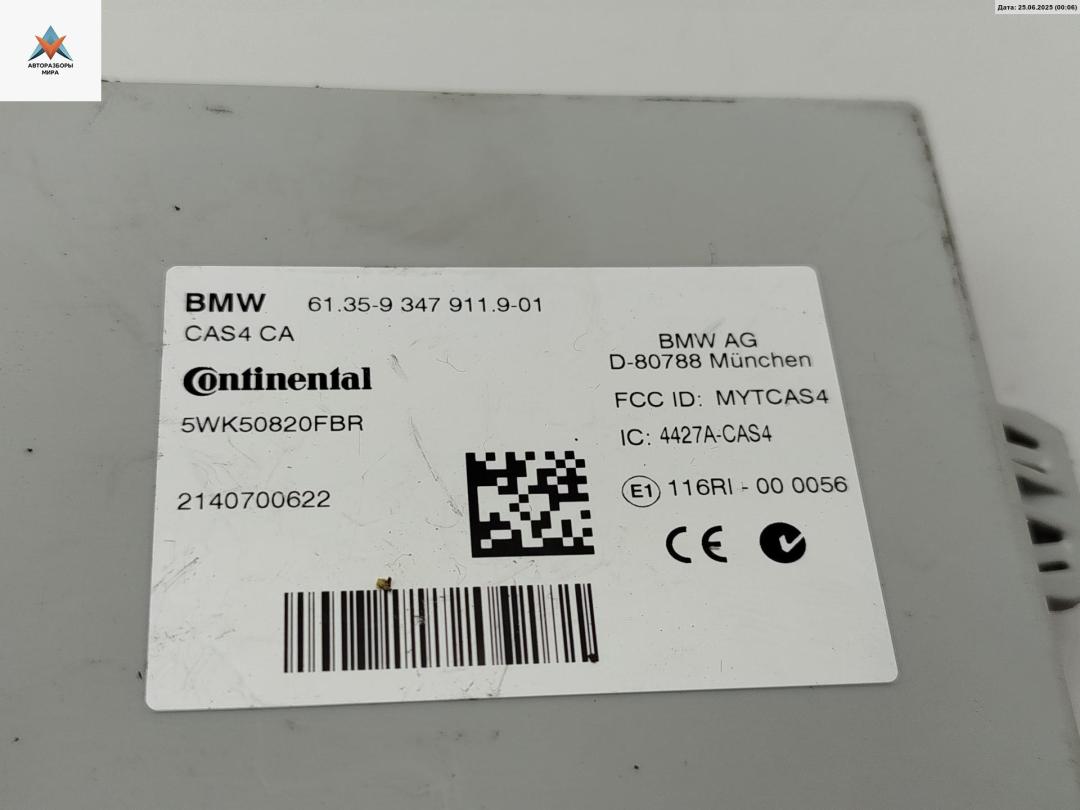 Дата: 25.06.2025 (00:06)
АВТОРАЗБОРЫ
МИРА
BMW 61.35-9 347 911.9-01
CAS4 CA
Continental
5WK50820FBR
2140700622
BMW AG
D-80788 München
FCC ID: MYTCAS4
IC: 4427A-CAS4
E1 116RI - 00 0056
CE